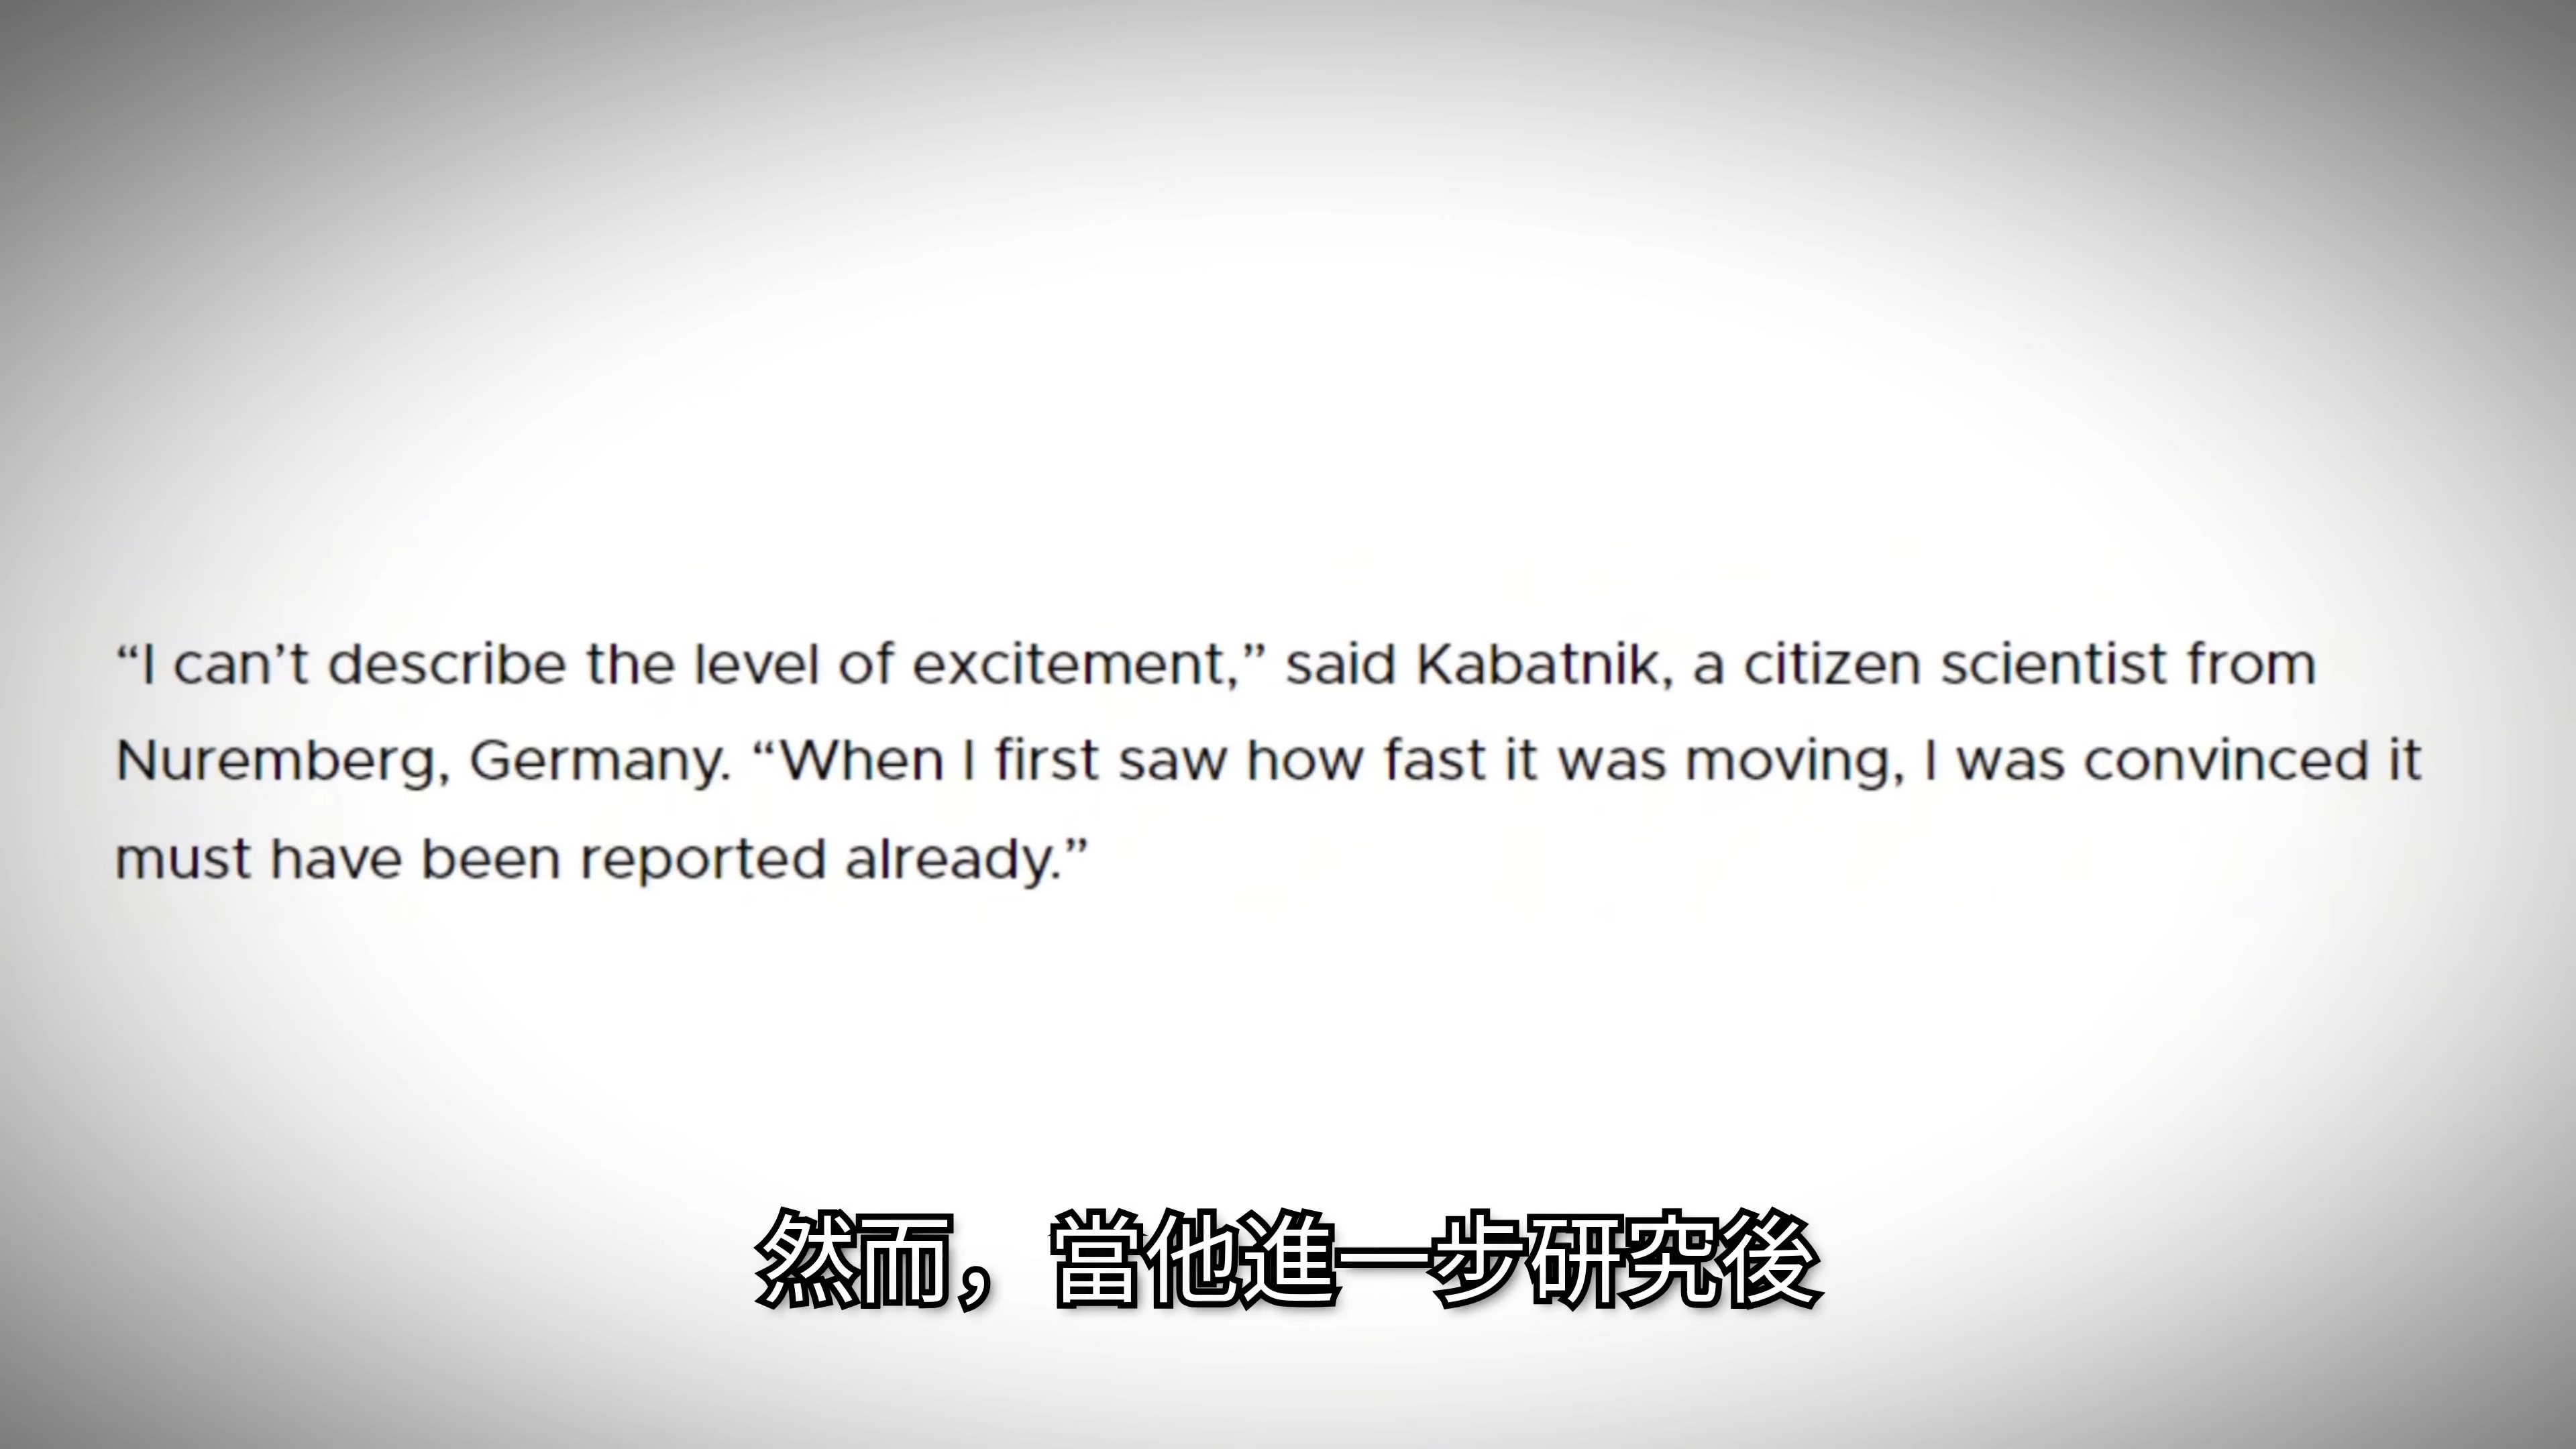 “I can’t describe the level of excitement,” said Kabatnik, a citizen scientist from
Nuremberg, Germany. “When I first saw how fast it was moving, I was convinced it
must have been reported already.”
然而，當他進一步研究後